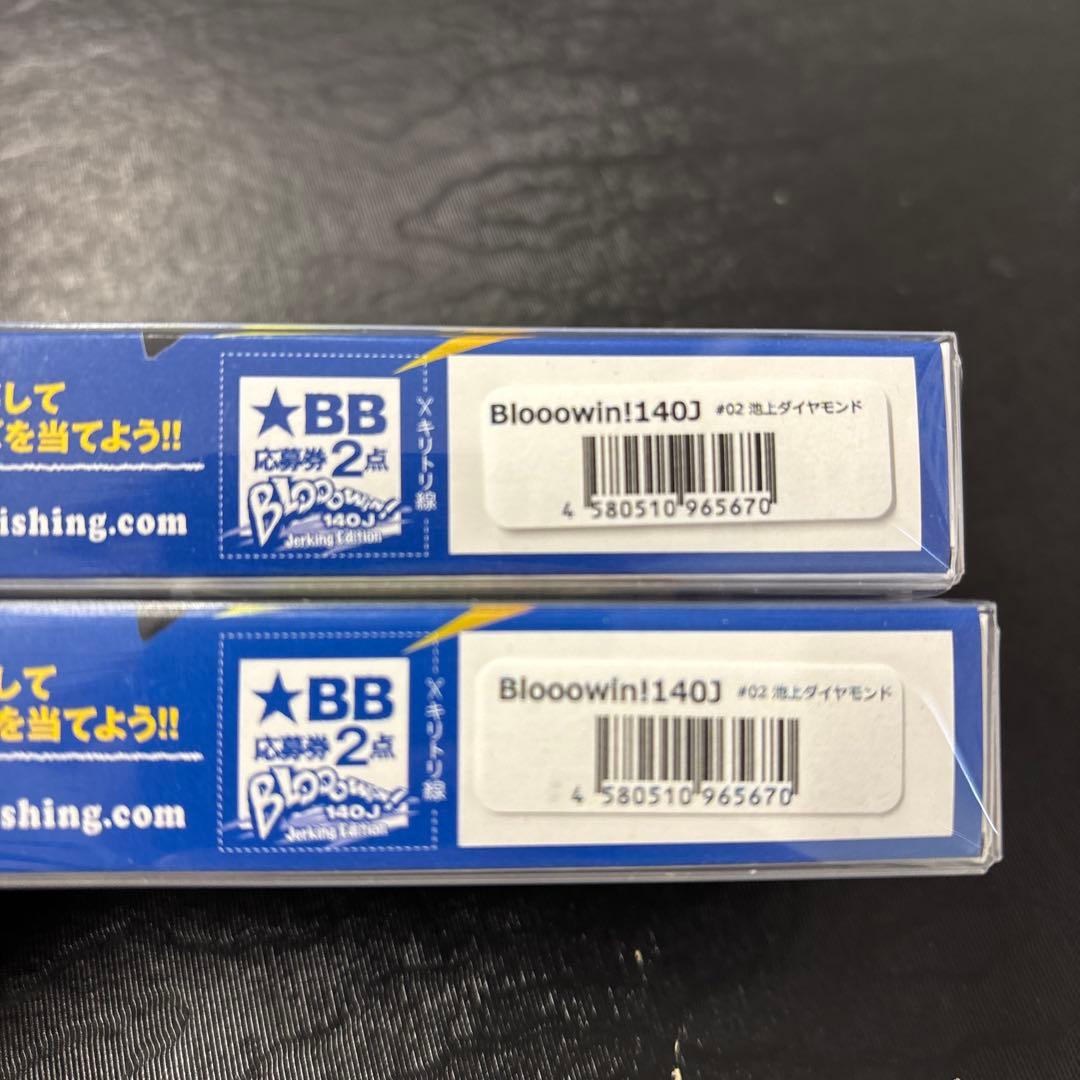 して
を当てよう!!
ishing.com
★BB
応募券2点
Blooowin!
140J
Jerking Edition
×キリトリ線
Blooowin!140J #02 池上ダイヤモンド
4 580510 965670
して
を当てよう!!
shing.com
★BB
応募券2点
Blooowin!
140J
Jerking Edition
×キリトリ線
Blooowin!140J #02 池上ダイヤモンド
4 580510 965670